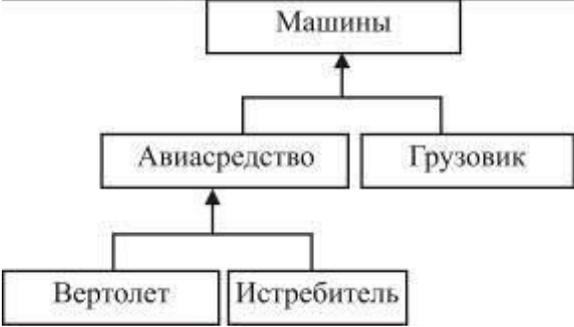 Машины
Авиасредство
Грузовик
Вертолет
Истребитель